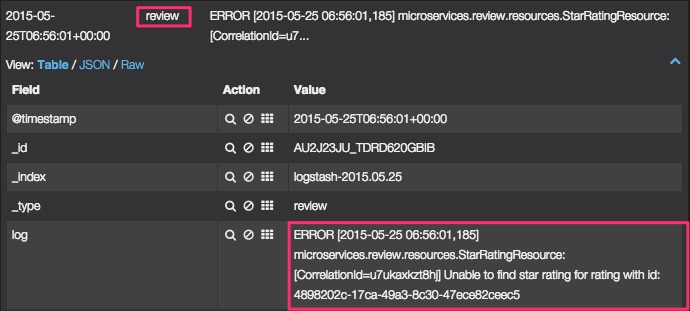 2015-05-
25T06:56:01+00:00
review
ERROR [2015-05-25 06:56:01,185] microservices.review.resources.StarRatingResource:
[CorrelationId=u7...
View: Table / JSON / Raw
Field Action Value
@timestamp 2015-05-25T06:56:01+00:00
_id AU2J23JU_TDRD620GBIB
_index logstash-2015.05.25
_type review
log ERROR [2015-05-25 06:56:01,185]
microservices.review.resources.StarRatingResource:
[CorrelationId=u7ukaxkzt8hj] Unable to find star rating for rating with id:
4898202c-17ca-49a3-8c30-47ece82ceec5